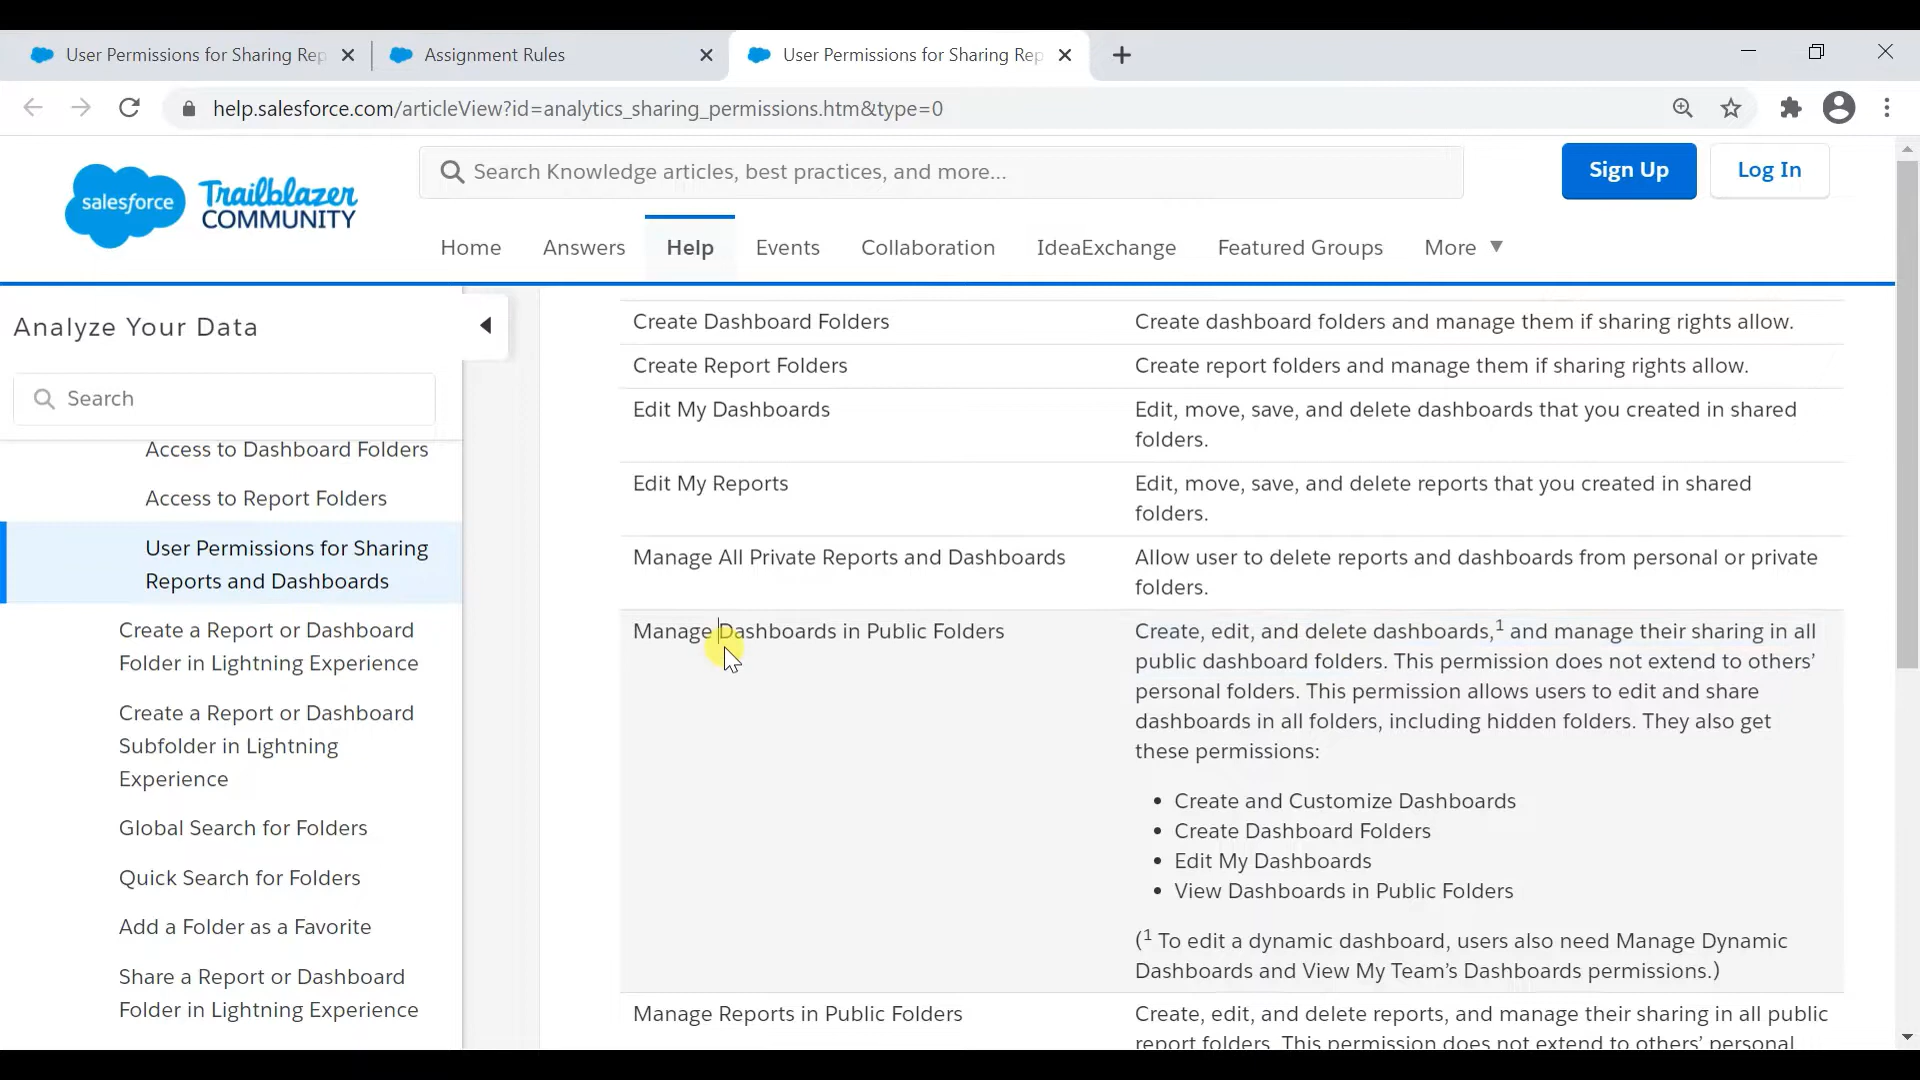 User Permissions for Sharing Rep
Assignment Rules
User Permissions for Sharing Rep
help.salesforce.com/articleView?id=analytics_sharing_permissions.htm&type=0
salesforce
Trailblazer
COMMUNITY
Search Knowledge articles, best practices, and more...
Sign Up
Log In
Home
Answers
Help
Events
Collaboration
IdeaExchange
Featured Groups
More
Analyze Your Data
Search
Access to Dashboard Folders
Access to Report Folders
User Permissions for Sharing
Reports and Dashboards
Create a Report or Dashboard
Folder in Lightning Experience
Create a Report or Dashboard
Subfolder in Lightning
Experience
Global Search for Folders
Quick Search for Folders
Add a Folder as a Favorite
Share a Report or Dashboard
Folder in Lightning Experience
Create Dashboard Folders
Create dashboard folders and manage them if sharing rights allow.
Create Report Folders
Create report folders and manage them if sharing rights allow.
Edit My Dashboards
Edit, move, save, and delete dashboards that you created in shared
folders.
Edit My Reports
Edit, move, save, and delete reports that you created in shared
folders.
Manage All Private Reports and Dashboards
Allow user to delete reports and dashboards from personal or private
folders.
Manage Dashboards in Public Folders
Create, edit, and delete dashboards,¹ and manage their sharing in all
public dashboard folders. This permission does not extend to others’
personal folders. This permission allows users to edit and share
dashboards in all folders, including hidden folders. They also get
these permissions:
• Create and Customize Dashboards
• Create Dashboard Folders
• Edit My Dashboards
• View Dashboards in Public Folders
(¹ To edit a dynamic dashboard, users also need Manage Dynamic
Dashboards and View My Team’s Dashboards permissions.)
Manage Reports in Public Folders
Create, edit, and delete reports, and manage their sharing in all public
report folders. This permission does not extend to others’ personal